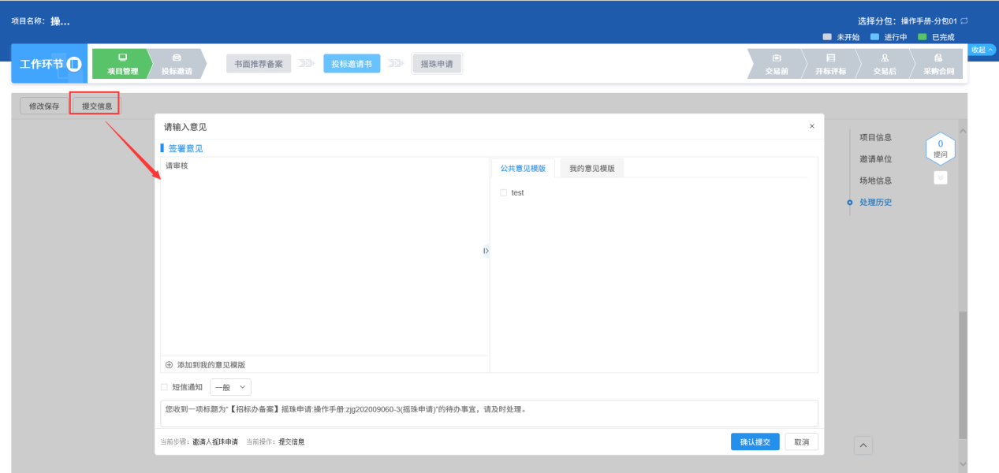 项目名称：操...
选择分包：操作手册-分包01
未开始 进行中 已完成
收起
工作环节
项目管理
投标邀请
书面推荐备案
投标邀请书
摇珠申请
交易前
开标评标
交易后
采购合同
修改保存
提交信息
请输入意见
×
签署意见
请审核
公共意见模版
我的意见模版
test
添加到我的意见模版
短信通知
一般
您收到一项标题为“【招标办备案】摇珠申请:操作手册:zjg202009060-3(摇珠申请)”的待办事宜，请及时处理。
当前步骤：邀请人摇珠申请 当前操作：提交信息
确认提交
取消
项目信息
邀请单位
场地信息
处理历史
0
提问